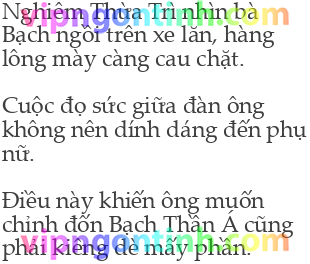 Nghiêm Thừa Tu nhìn bà
Bạch ngồi trên xe lăn, hàng
lông mày càng cau chặt.
Cuộc đọ sức giữa đàn ông
không nên dính dáng đến phụ
nữ.
Điều này khiến ông muốn
chỉnh đốn Bạch Thần Á cũng
phải kiêng dè mấy phần.
vipngontinh.com
vipngontinh.com